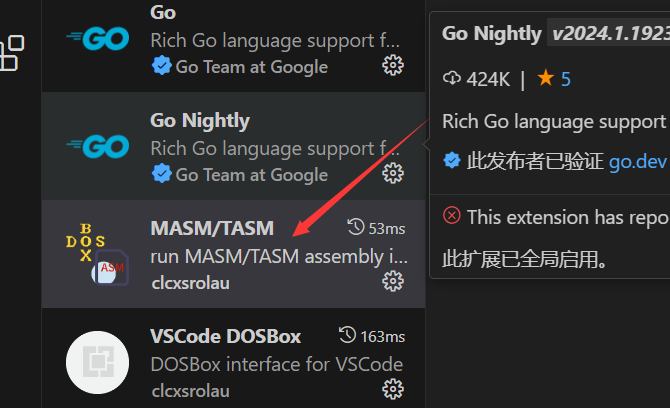 Go
Rich Go language support f...
Go Team at Google
Go Nightly
Rich Go language support f...
Go Team at Google
MASM/TASM 53ms
run MASM/TASM assembly i...
clcxsrolau
VSCode DOSBox 163ms
DOSBox interface for VSCode
clcxsrolau
GO
GO
DOS
BOX
ASM
Go Nightly v2024.1.1923
424K | 5
Rich Go language support
此发布者已验证 go.dev
This extension has repo
此扩展已全局启用。